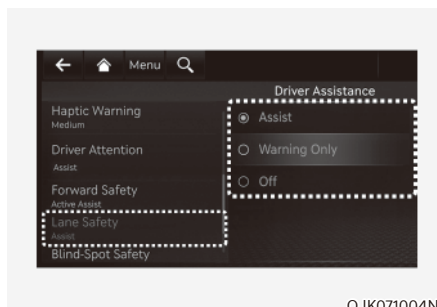 Menu
Driver Assistance
Haptic Warning
Medium
Driver Attention
Assist
Forward Safety
Active Assist
Lane Safety
Assist
Blind-Spot Safety
Assist
Warning Only
Off
OJK071004N